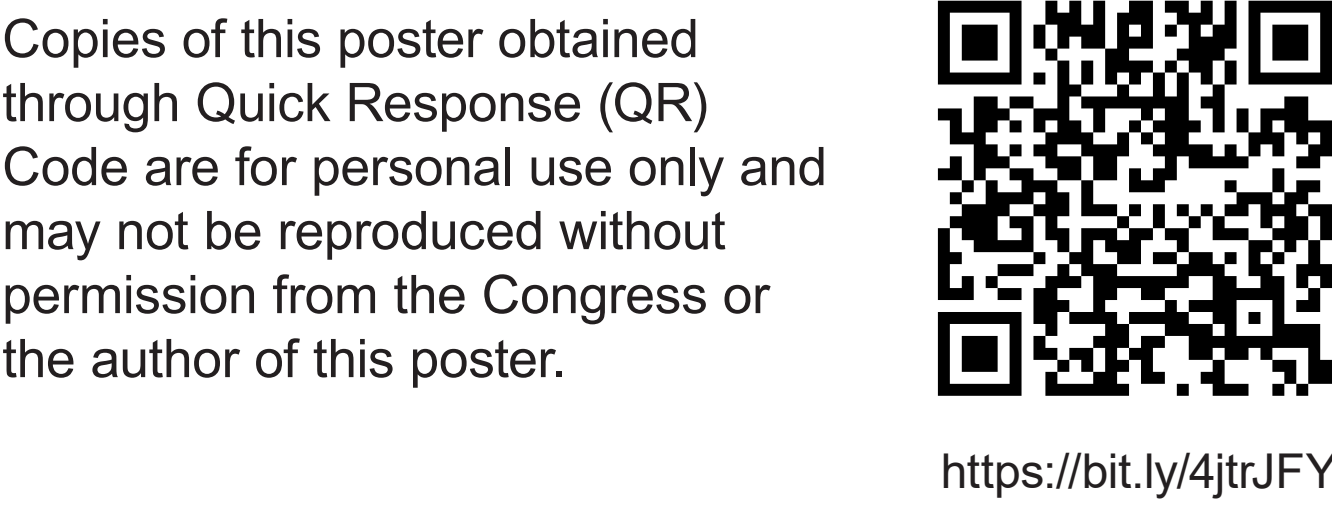 Copies of this poster obtained
through Quick Response (QR)
Code are for personal use only and
may not be reproduced without
permission from the Congress or
the author of this poster.
https://bit.ly/4jtrJFY